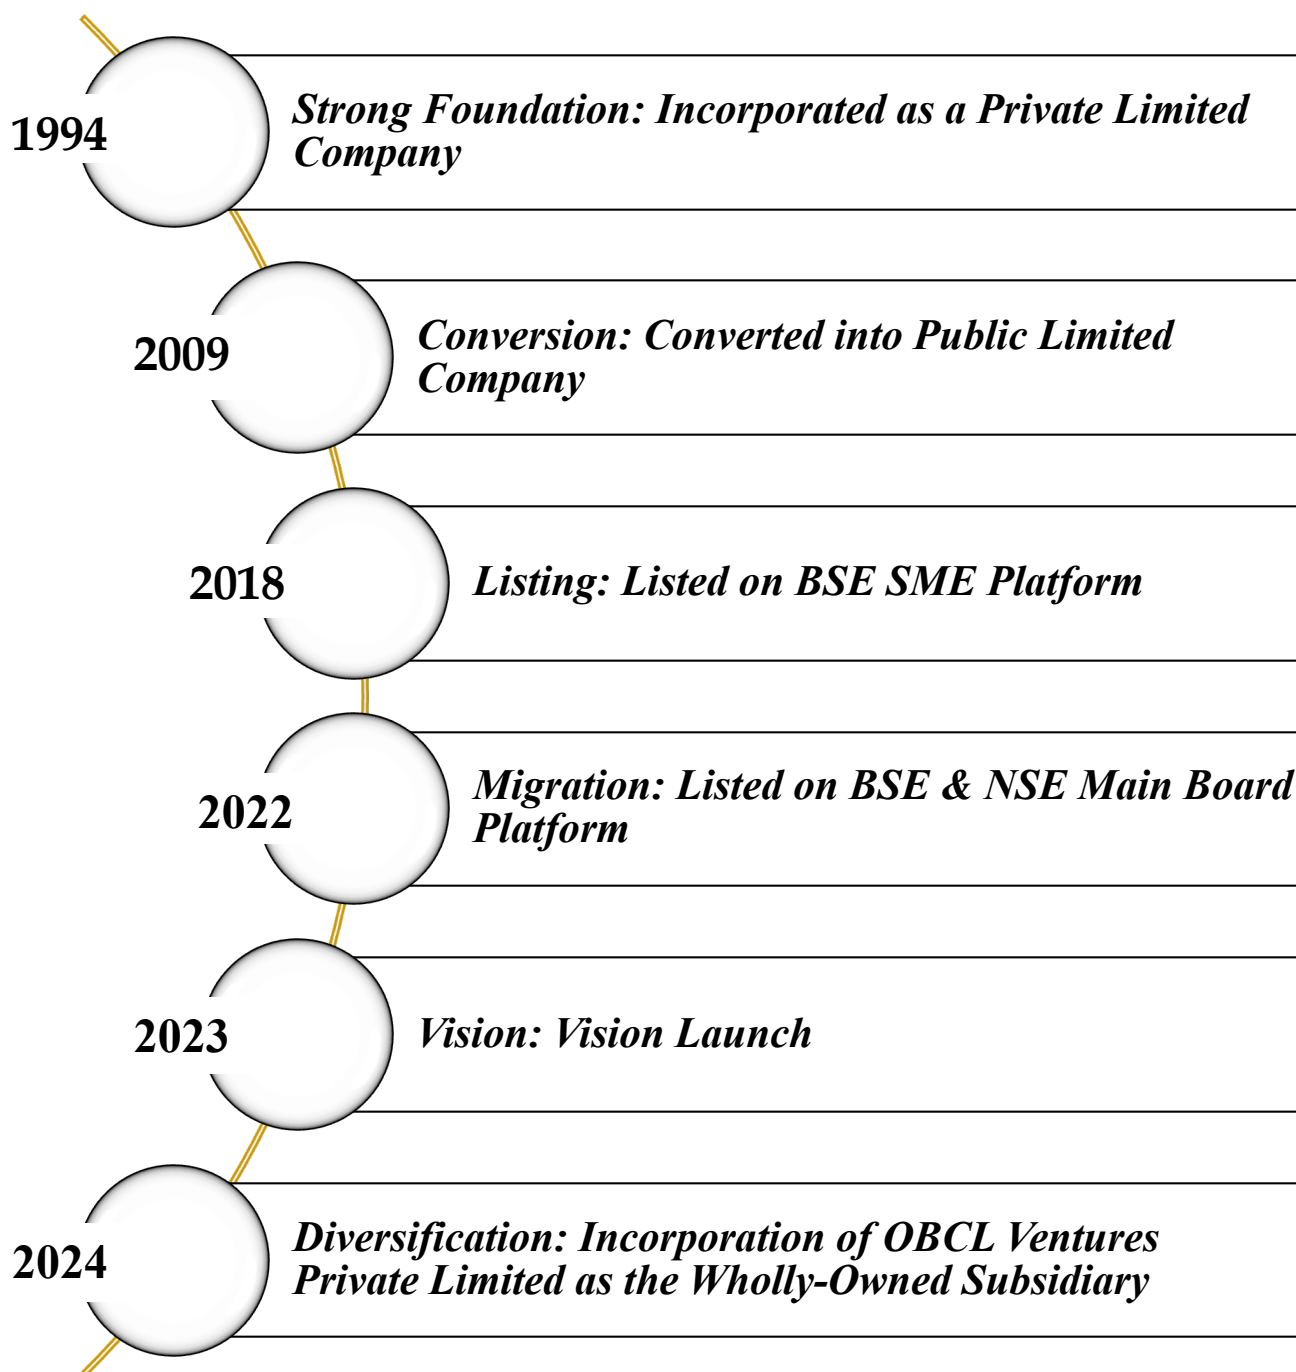 1994
Strong Foundation: Incorporated as a Private Limited
Company
2009
Conversion: Converted into Public Limited
Company
2018
Listing: Listed on BSE SME Platform
2022
Migration: Listed on BSE & NSE Main Board
Platform
2023
Vision: Vision Launch
2024
Diversification: Incorporation of OBCL Ventures
Private Limited as the Wholly-Owned Subsidiary